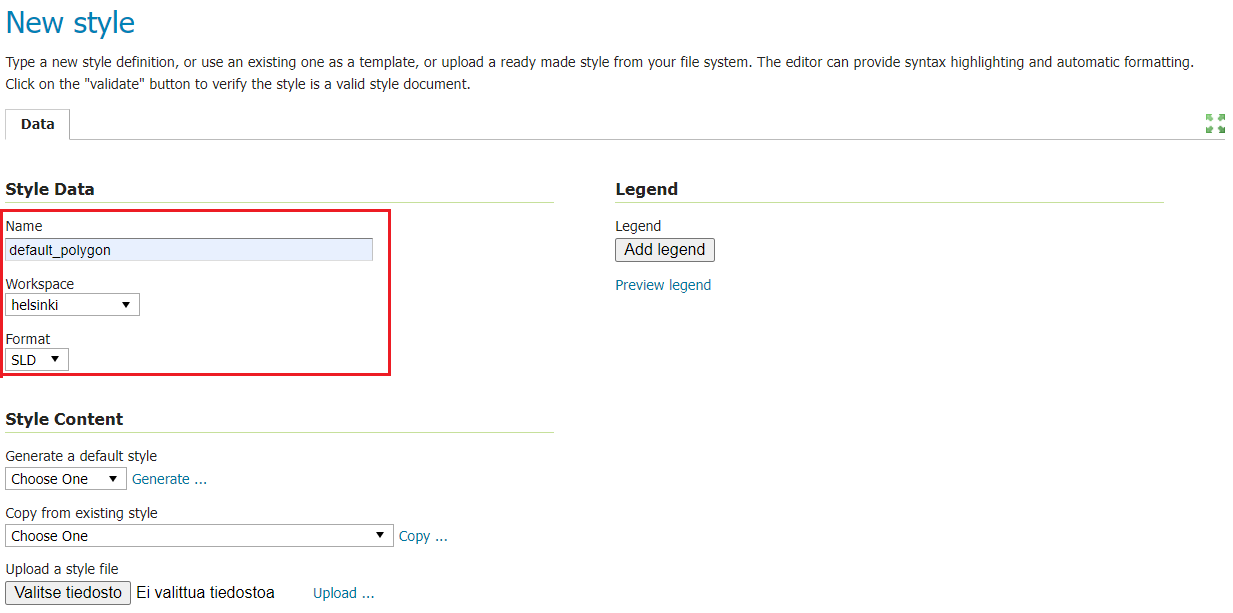 New style
Type a new style definition, or use an existing one as a template, or upload a ready made style from your file system. The editor can provide syntax highlighting and automatic formatting.
Click on the "validate" button to verify the style is a valid style document.
Data
Style Data
Name
default_polygon
Workspace
helsinki
Format
SLD
Legend
Legend
Add legend
Preview legend
Style Content
Generate a default style
Choose One Generate ...
Copy from existing style
Choose One Copy ...
Upload a style file
Valitse tiedosto Ei valittua tiedostoa Upload ...